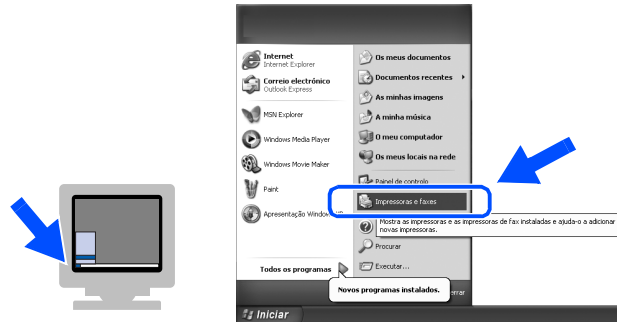 Internet
Internet Explorer
Correio electrónico
Outlook Express
MSN Explorer
Windows Media Player
Windows Movie Maker
Paint
Apresentação Windows XP
Todos os programas
Os meus documentos
Documentos recentes
As minhas imagens
A minha música
O meu computador
Os meus locais na rede
Painel de controlo
Impressoras e faxes
Mostra as impressoras e as impressoras de fax instaladas e ajuda-o a adicionar
novas impressoras.
Procurar
Executar...
Novos programas instalados.
Iniciar